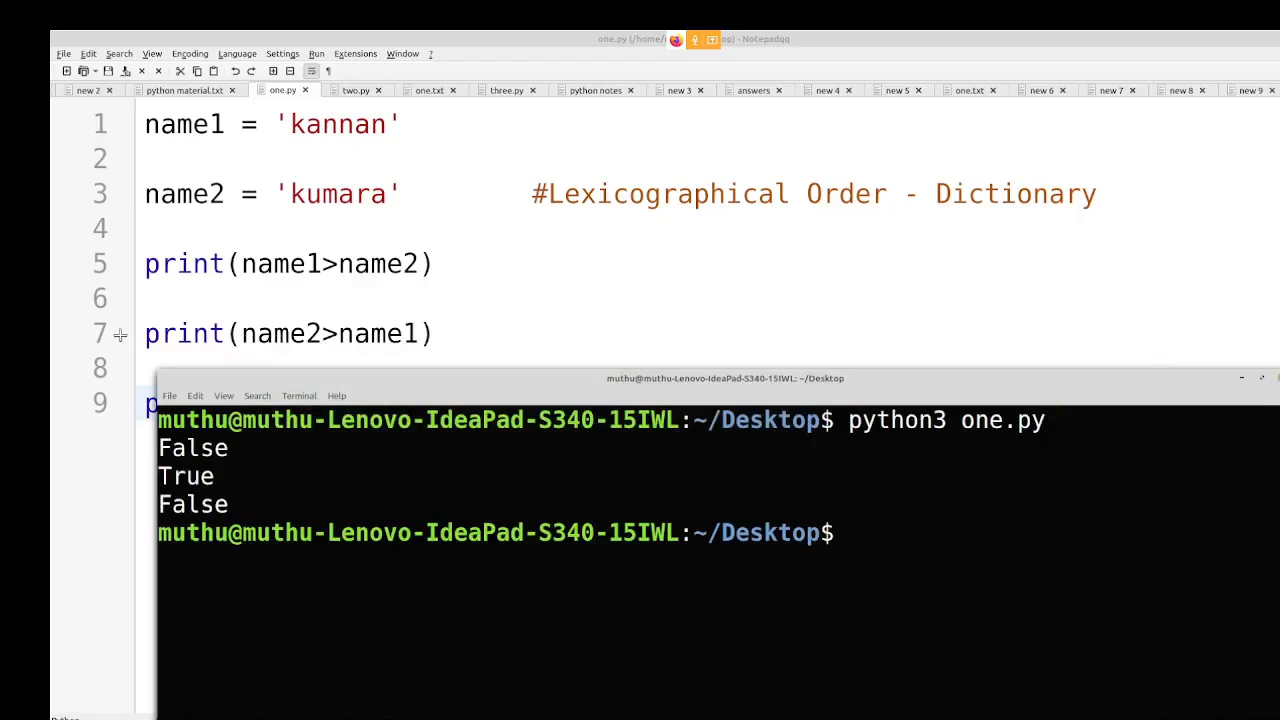 one.py (/home/ op) - Notepadqq
File Edit Search View Encoding Language Settings Run Extensions Window ?
new 2 python material.txt one.py two.py one.txt three.py python notes new 3 answers new 4 new 5 one.txt new 6 new 7 new 8 new 9
1 name1 = 'kannan'
2
3 name2 = 'kumara' #Lexicographical Order - Dictionary
4
5 print(name1>name2)
6
7 print(name2>name1)
8
9 p
muthu@muthu-Lenovo-IdeaPad-S340-15IWL: ~/Desktop
File Edit View Search Terminal Help
muthu@muthu-Lenovo-IdeaPad-S340-15IWL:~/Desktop$ python3 one.py
False
True
False
muthu@muthu-Lenovo-IdeaPad-S340-15IWL:~/Desktop$